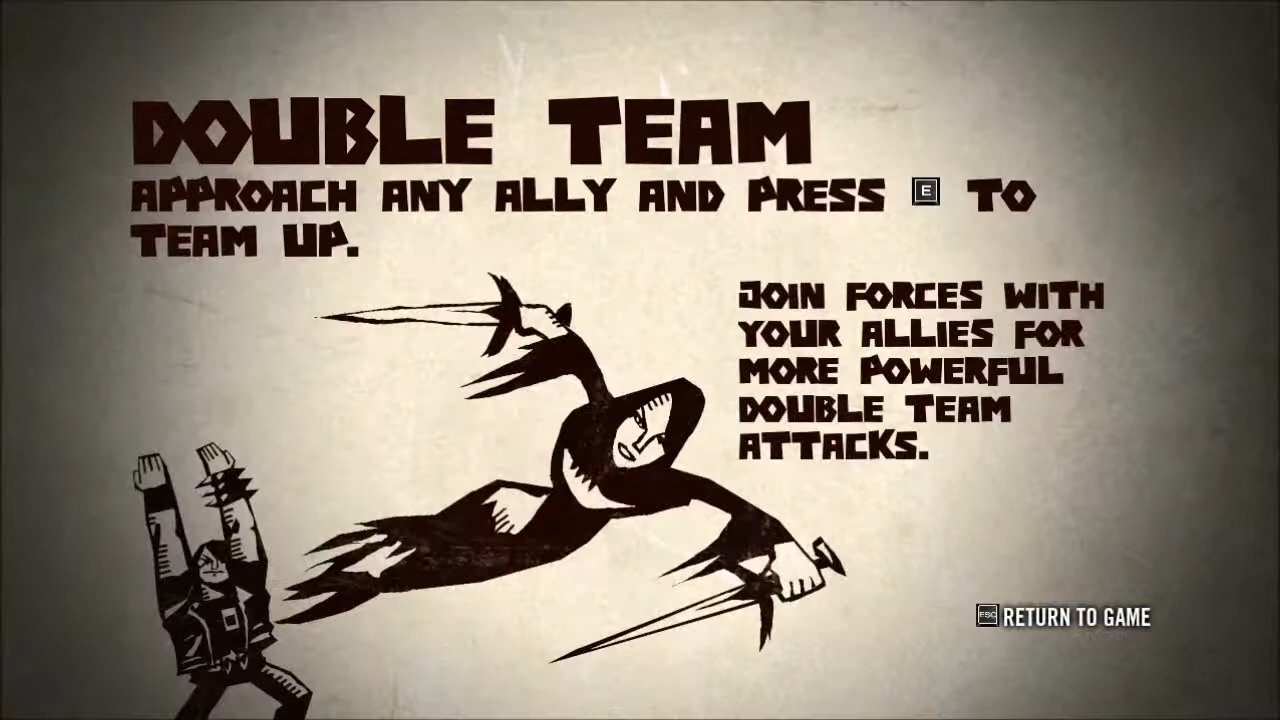 DOUBLE TEAM
APPROACH ANY ALLY AND PRESS E TO
TEAM UP.
JOIN FORCES WITH
YOUR ALLIES FOR
MORE POWERFUL
DOUBLE TEAM
ATTACKS.
ESC RETURN TO GAME